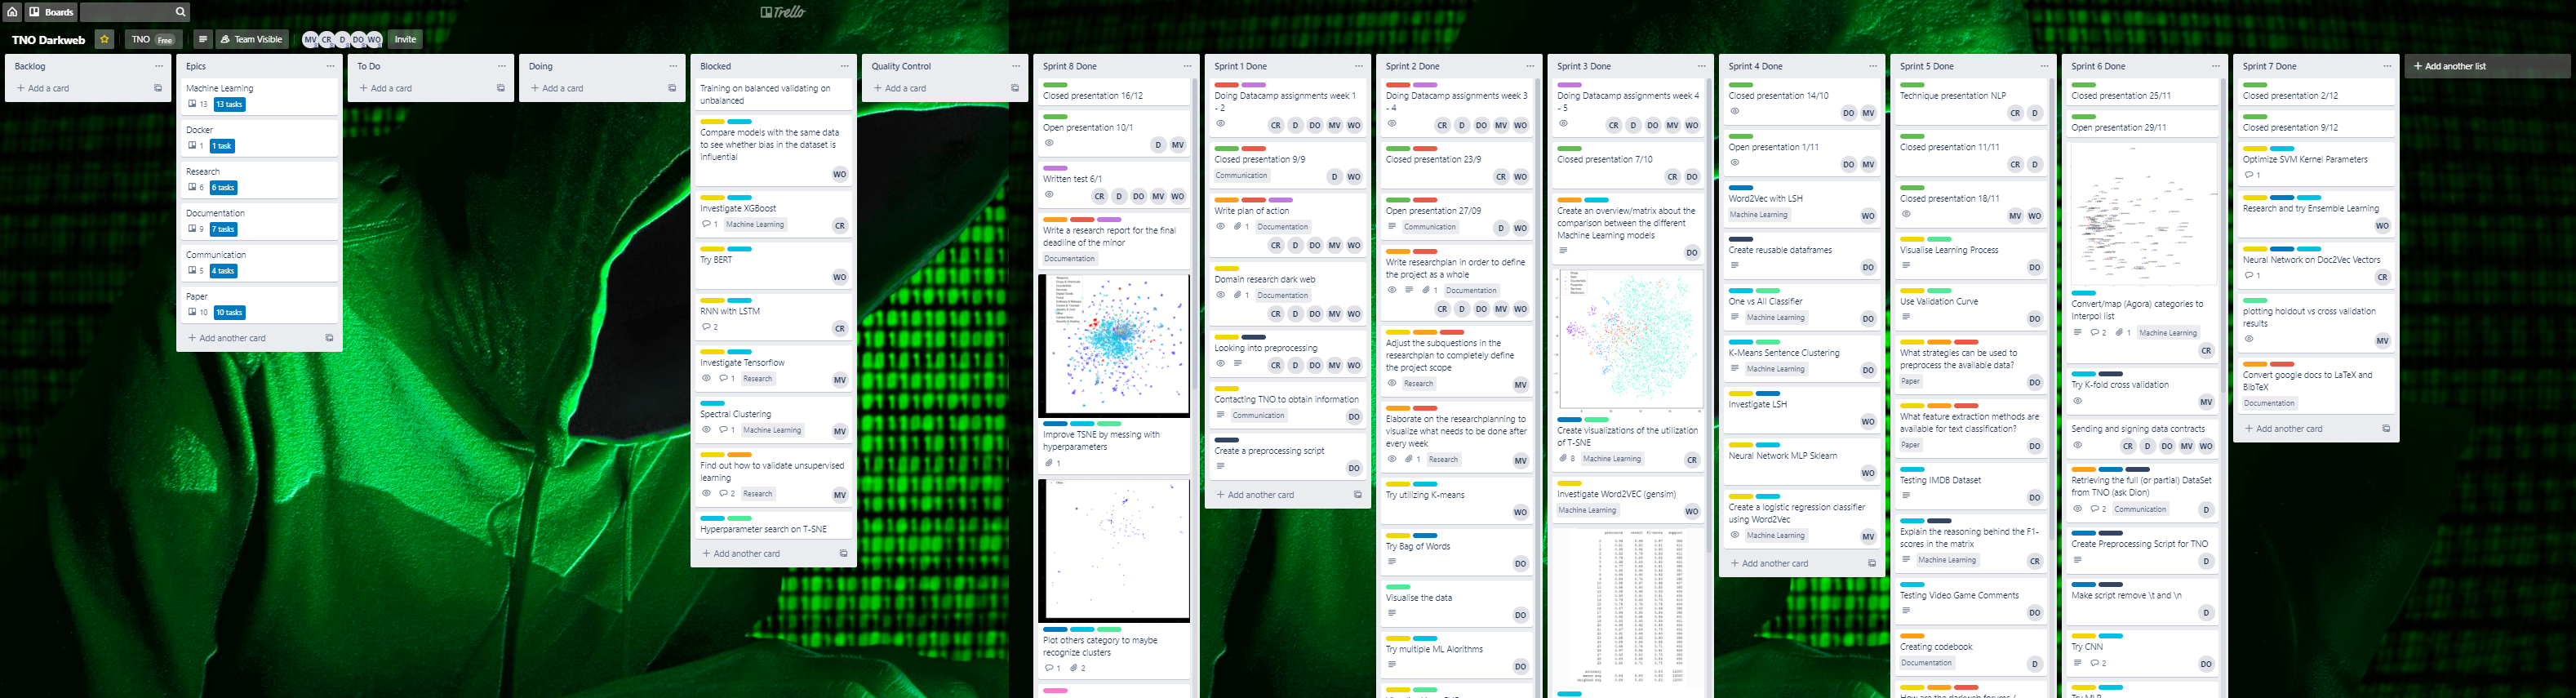 Boards
Trello
TNO Darkweb
TNO Free
Team Visible
MV CR D DO WO
Invite
Backlog
+ Add a card
Epics
Machine Learning
13 13 tasks
Docker
1 1 task
Research
6 6 tasks
Documentation
9 7 tasks
Communication
5 4 tasks
Paper
10 10 tasks
+ Add another card
To Do
+ Add a card
Doing
+ Add a card
Blocked
Training on balanced validating on
unbalanced
Compare models with the same data
to see whether bias in the dataset is
influential
WO
Investigate XGBoost
1 Machine Learning CR
Try BERT
WO
RNN with LSTM
2 CR
Investigate Tensorflow
1 Research MV
Spectral Clustering
1 Machine Learning MV
Find out how to validate unsupervised
learning
2 Research MV
Hyperparameter search on T-SNE
+ Add another card
Quality Control
+ Add a card
Sprint 8 Done
Closed presentation 16/12
Open presentation 10/1
D MV
Written test 6/1
CR D DO MV WO
Write a research report for the final
deadline of the minor
Documentation
Improve TSNE by messing with
hyperparameters
1
Plot others category to maybe
recognize clusters
1 2
Sprint 1 Done
Doing Datacamp assignments week 1
- 2
CR D DO MV WO
Closed presentation 9/9
Communication D WO
Write plan of action
1 Documentation
CR D DO MV WO
Domain research dark web
1 Documentation
CR D DO MV WO
Looking into preprocessing
CR D DO MV WO
Contacting TNO to obtain information
Communication DO
Create a preprocessing script
DO
+ Add another card
Sprint 2 Done
Doing Datacamp assignments week 3
- 4
CR D DO MV WO
Closed presentation 23/9
CR WO
Open presentation 27/09
Communication D WO
Write researchplan in order to define
the project as a whole
1 Documentation
CR D DO MV WO
Adjust the subquestions in the
researchplan to completely define
the project scope
Research MV
Elaborate on the researchplanning to
visualize what needs to be done after
every week
1 Research MV
Try utilizing K-means
WO
Try Bag of Words
DO
Visualise the data
DO
Try multiple ML Alorithms
DO
Sprint 3 Done
Doing Datacamp assignments week 4
- 5
CR D DO MV WO
Closed presentation 7/10
CR DO
Create an overview/matrix about the
comparison between the different
Machine Learning models
DO
Create visualizations of the utilization
of T-SNE
8 Machine Learning CR
Investigate Word2VEC (gensim)
Machine Learning WO
Sprint 4 Done
Closed presentation 14/10
DO MV
Open presentation 1/11
DO MV
Word2Vec with LSH
Machine Learning WO
Create reusable dataframes
DO
One vs All Classifier
Machine Learning DO
K-Means Sentence Clustering
Machine Learning DO
Investigate LSH
WO
Neural Network MLP Sklearn
WO
Create a logistic regression classifier
using Word2Vec
Machine Learning MV
+ Add another card
Sprint 5 Done
Technique presentation NLP
CR D
Closed presentation 11/11
CR D
Closed presentation 18/11
MV WO
Visualise Learning Process
DO
Use Validation Curve
DO
What strategies can be used to
preprocess the available data?
Paper DO
What feature extraction methods are
available for text classification?
Paper DO
Testing IMDB Dataset
DO
Explain the reasoning behind the F1-
scores in the matrix
Machine Learning CR
Testing Video Game Comments
DO
Creating codebook
Documentation D
How are the darkweb forums /
Sprint 6 Done
Closed presentation 25/11
Open presentation 29/11
Convert/map (Agora) categories to
Interpol list
2 1 Machine Learning
CR
Try K-fold cross validation
MV
Sending and signing data contracts
CR D DO MV WO
Retrieving the full (or partial) DataSet
from TNO (ask Dion)
2 Communication D
Create Preprocessing Script for TNO
D
Make script remove \t and \n
D
Try CNN
2 DO
Try MLP
Sprint 7 Done
Closed presentation 2/12
Closed presentation 9/12
Optimize SVM Kernel Parameters
1
Research and try Ensemble Learning
WO
Neural Network on Doc2Vec Vectors
1 CR
plotting holdout vs cross validation
results
MV
Convert google docs to LaTeX and
BibTeX
Documentation
+ Add another card
+ Add another list